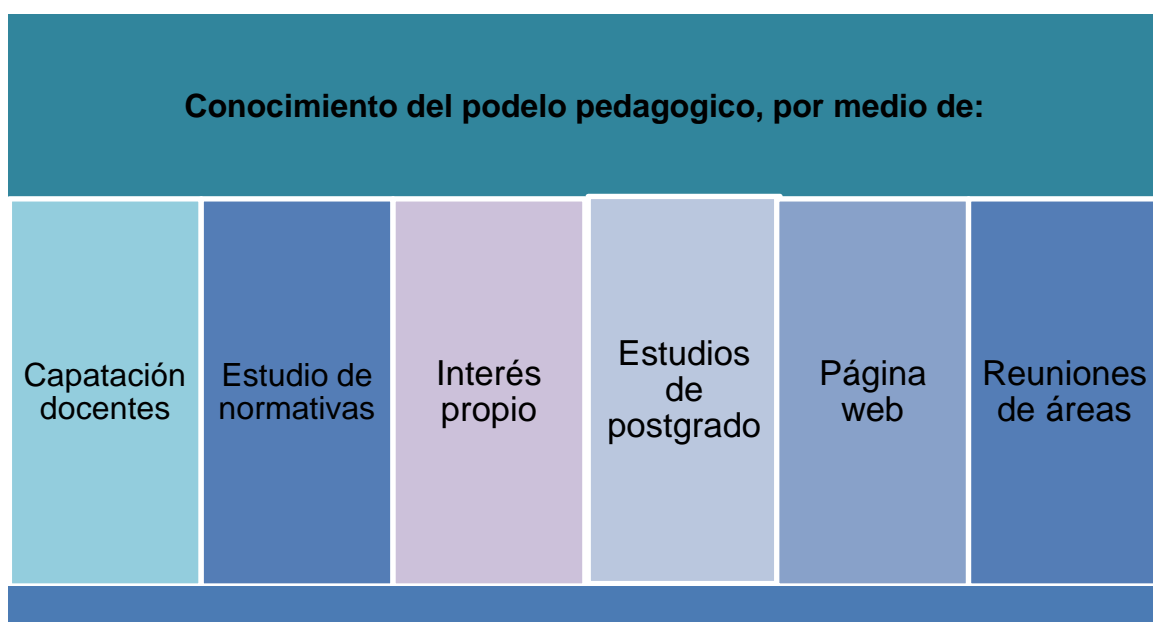 Conocimiento del podelo pedagogico, por medio de:
Capatación
docentes
Estudio de
normativas
Interés
propio
Estudios
de
postgrado
Página
web
Reuniones
de áreas